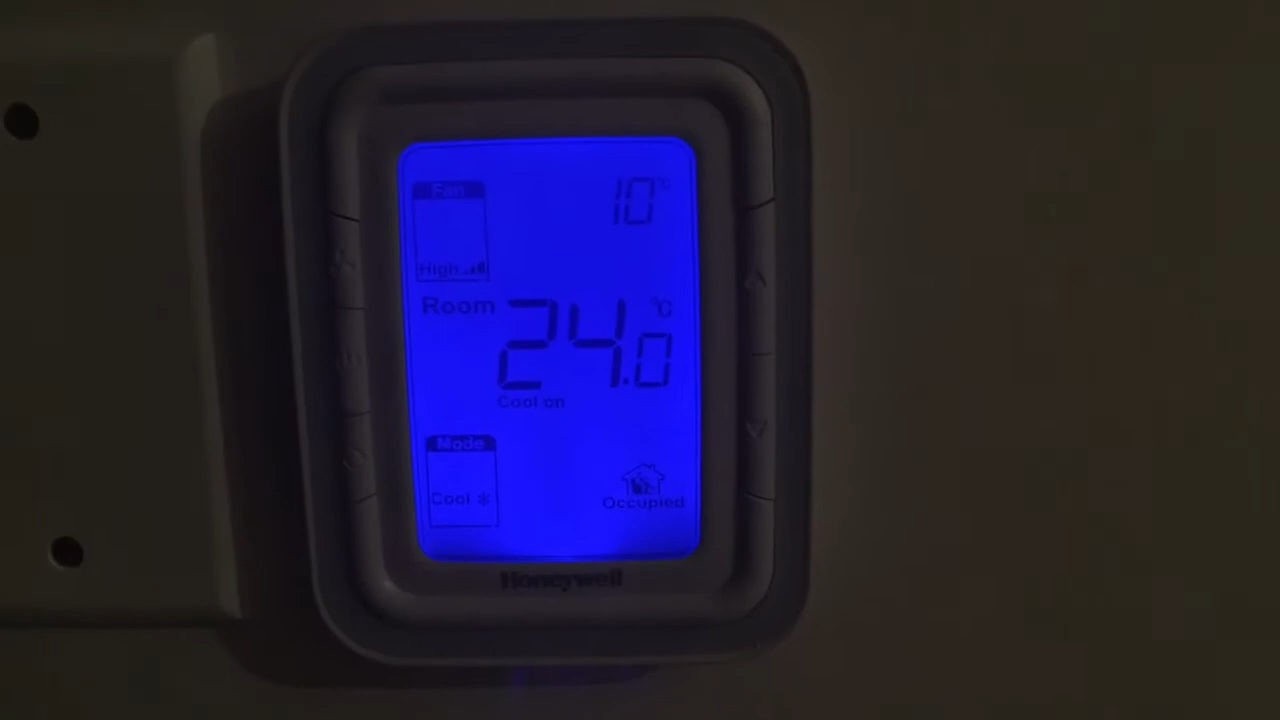 Fan
10°C
High
Room 24.0 °C
Cool on
Mode
Cool
Occupied
Honeywell